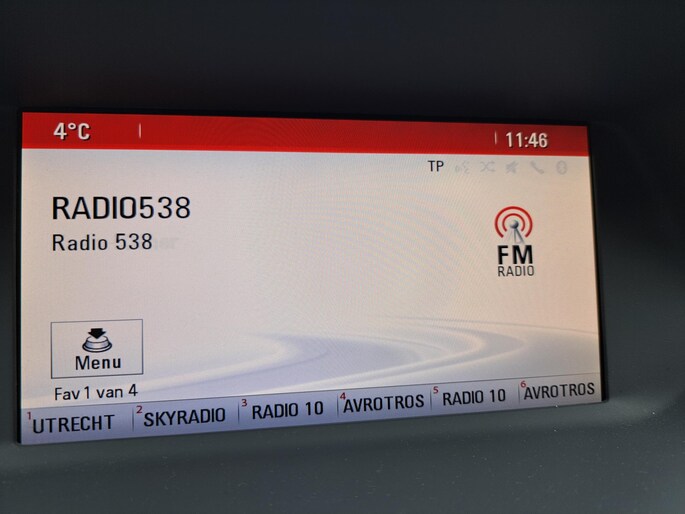 4°C
11:46
TP
RADIO538
Radio 538
FM
RADIO
Menu
Fav 1 van 4
1 UTRECHT 2 SKYRADIO 3 RADIO 10 4 AVROTROS 5 RADIO 10 6 AVROTROS